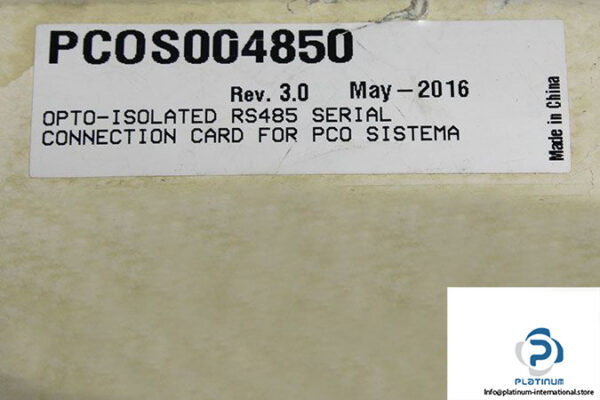 PCOS004850
Rev. 3.0 May-2016
OPTO-ISOLATED RS485 SERIAL
CONNECTION CARD FOR PCO SISTEMA
Made in China
PLATINUM
Info@platinum-international.store